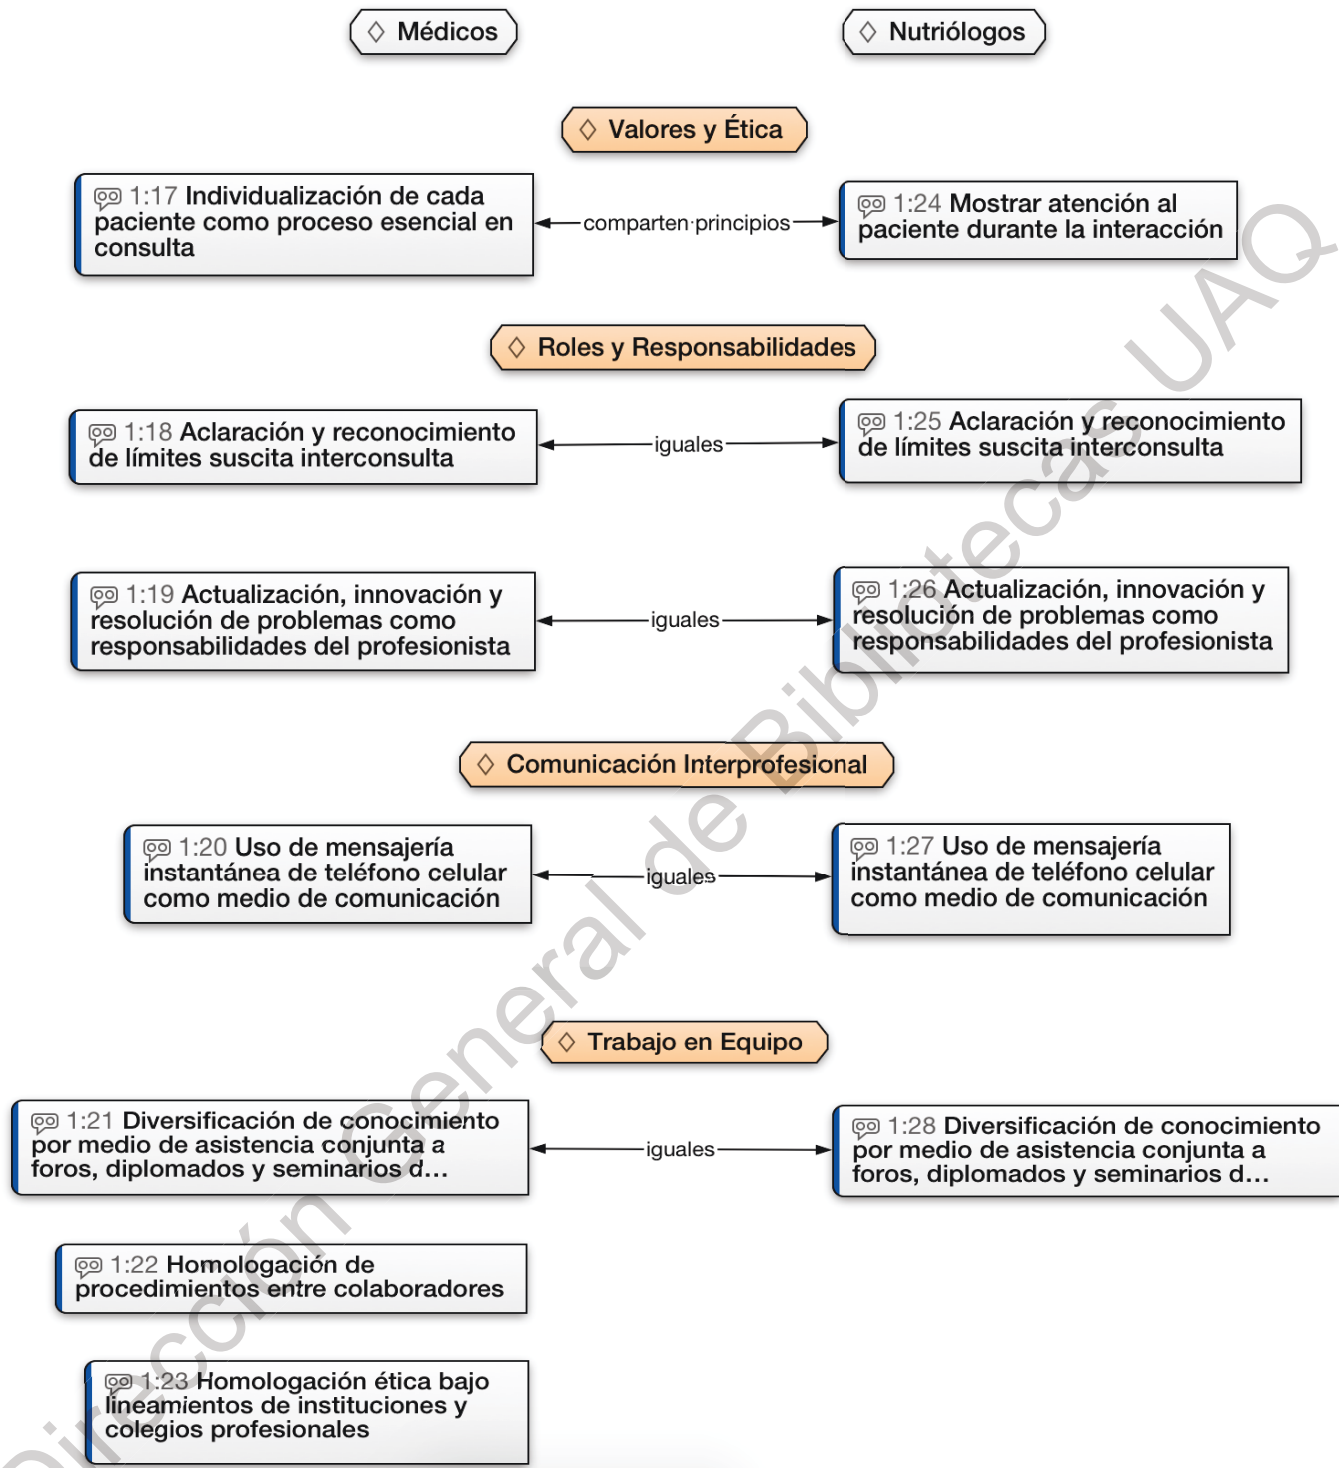 Médicos
Nutriólogos
Valores y Ética
1:17 Individualización de cada
paciente como proceso esencial en
consulta
comparten principios
1:24 Mostrar atención al
paciente durante la interacción
Roles y Responsabilidades
1:18 Aclaración y reconocimiento
de límites suscita interconsulta
iguales
1:25 Aclaración y reconocimiento
de límites suscita interconsulta
1:19 Actualización, innovación y
resolución de problemas como
responsabilidades del profesionista
iguales
1:26 Actualización, innovación y
resolución de problemas como
responsabilidades del profesionista
Comunicación Interprofesional
1:20 Uso de mensajería
instantánea de teléfono celular
como medio de comunicación
iguales
1:27 Uso de mensajería
instantánea de teléfono celular
como medio de comunicación
Trabajo en Equipo
1:21 Diversificación de conocimiento
por medio de asistencia conjunta a
foros, diplomados y seminarios d...
iguales
1:28 Diversificación de conocimiento
por medio de asistencia conjunta a
foros, diplomados y seminarios d...
1:22 Homologación de
procedimientos entre colaboradores
1:23 Homologación ética bajo
lineamientos de instituciones y
colegios profesionales
Dirección General de Bibliotecas UAQ